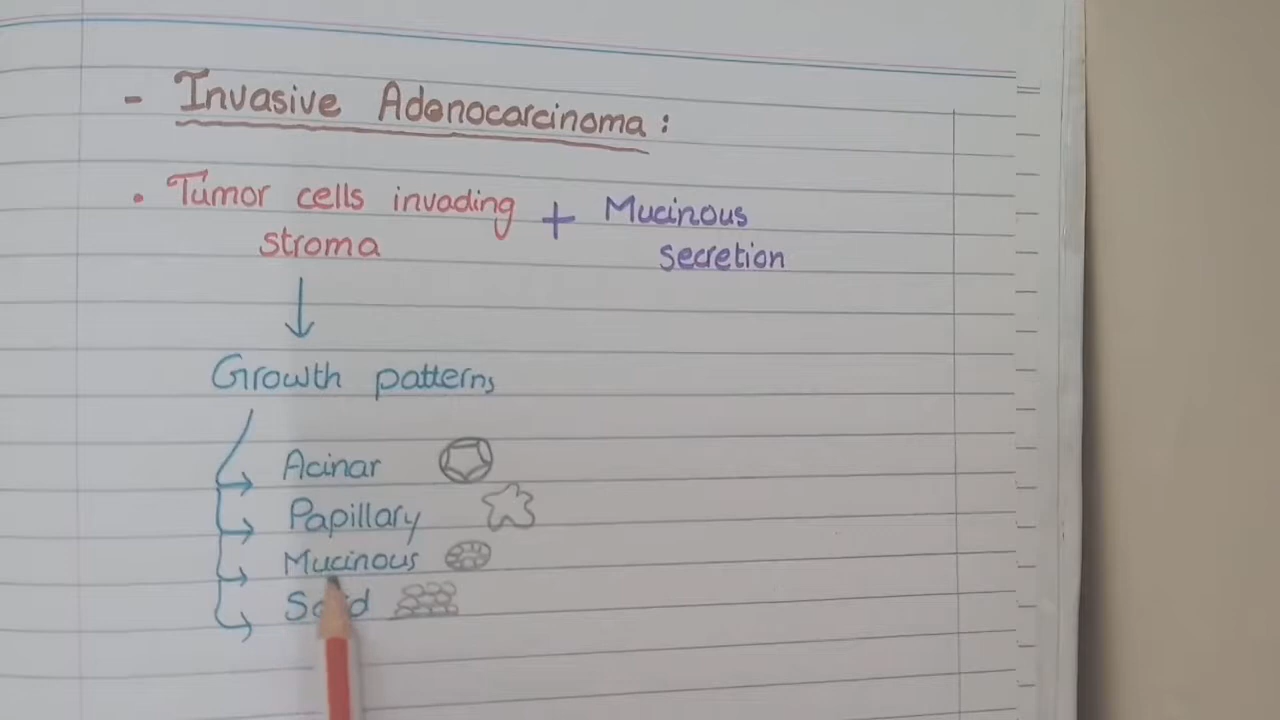 - Invasive Adenocarcinoma :
• Tumor cells invading + Mucinous
stroma secretion
↓
Growth patterns
→ Acinar
→ Papillary
→ Mucinous